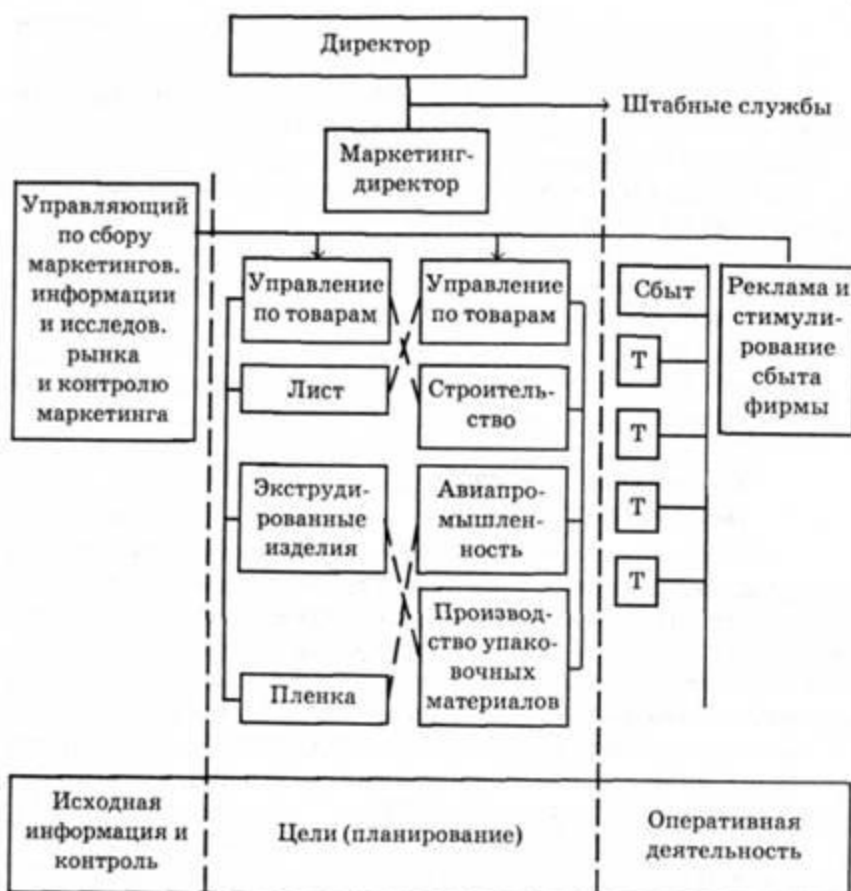 Директор
Штабные службы
Маркетинг-
директор
Управляющий
по сбору
маркетингов.
информации
и исследов.
рынка
и контролю
маркетинга
Управление
по товарам
Лист
Экструди-
рованные
изделия
Пленка
Управление
по товарам
Строитель-
ство
Авиапро-
мышлен-
ность
Производ-
ство упако-
вочных
материалов
Сбыт
Т
Т
Т
Т
Реклама и
стимули-
рование
сбыта
фирмы
Исходная
информация и
контроль
Цели (планирование)
Оперативная
деятельность